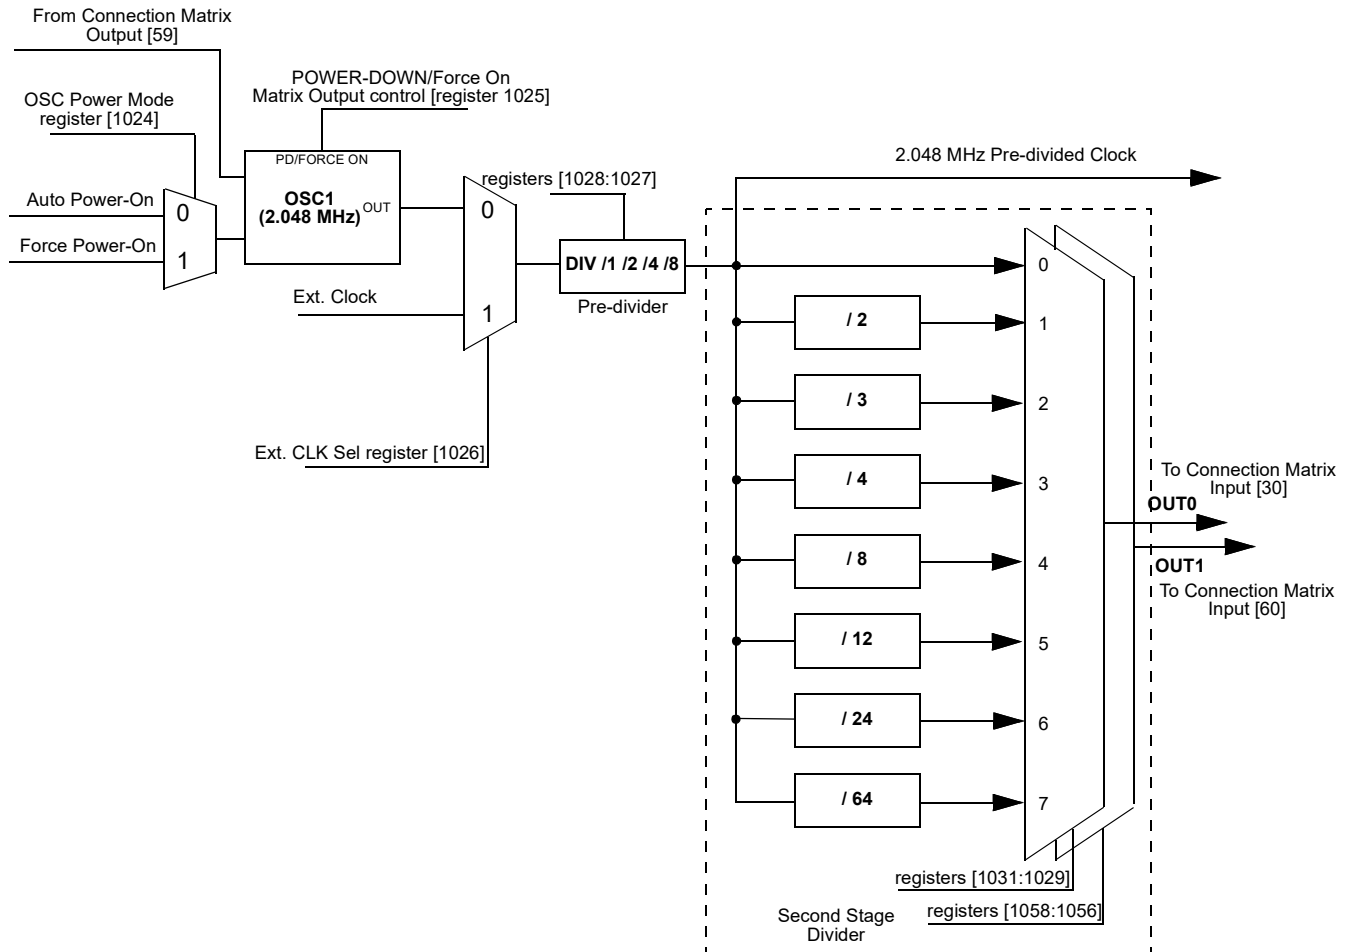 From Connection Matrix
Output [59]
POWER-DOWN/Force On
Matrix Output control [register 1025]
OSC Power Mode
register [1024]
PD/FORCE ON
OSC1
(2.048 MHz)
OUT
Auto Power-On
Force Power-On
0
1
Ext. Clock
0
1
Ext. CLK Sel register [1026]
registers [1028:1027]
DIV /1 /2 /4 /8
Pre-divider
2.048 MHz Pre-divided Clock
0
/ 2
1
/ 3
2
/ 4
3
/ 8
4
/ 12
5
/ 24
6
/ 64
7
To Connection Matrix
Input [30]
OUT0
OUT1
To Connection Matrix
Input [60]
registers [1031:1029]
registers [1058:1056]
Second Stage
Divider